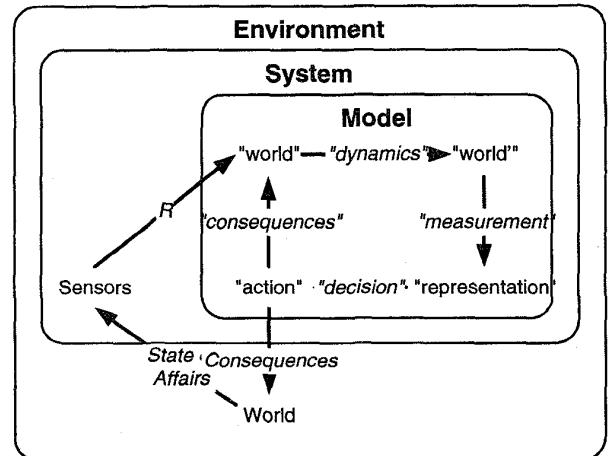 Environment
System
Model
"world" "dynamics" "world'"
R
"consequences" "measurement"
Sensors "action" "decision" "representation"
State Consequences
Affairs
World